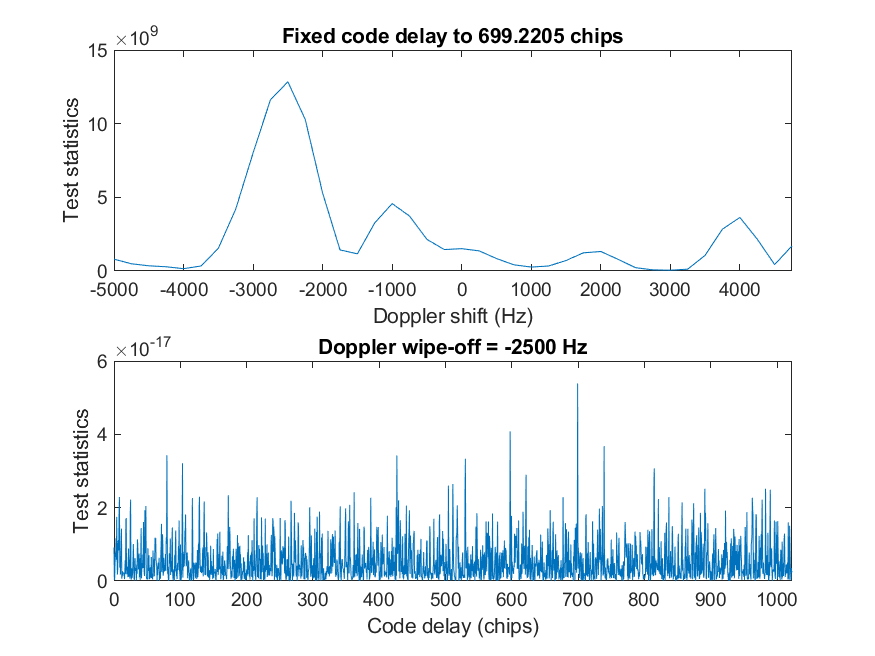 Fixed code delay to 699.2205 chips
×10^9
15
10
5
0
Test statistics
-5000 -4000 -3000 -2000 -1000 0 1000 2000 3000 4000
Doppler shift (Hz)
Doppler wipe-off = -2500 Hz
×10^-17
6
4
2
0
Test statistics
0 100 200 300 400 500 600 700 800 900 1000
Code delay (chips)